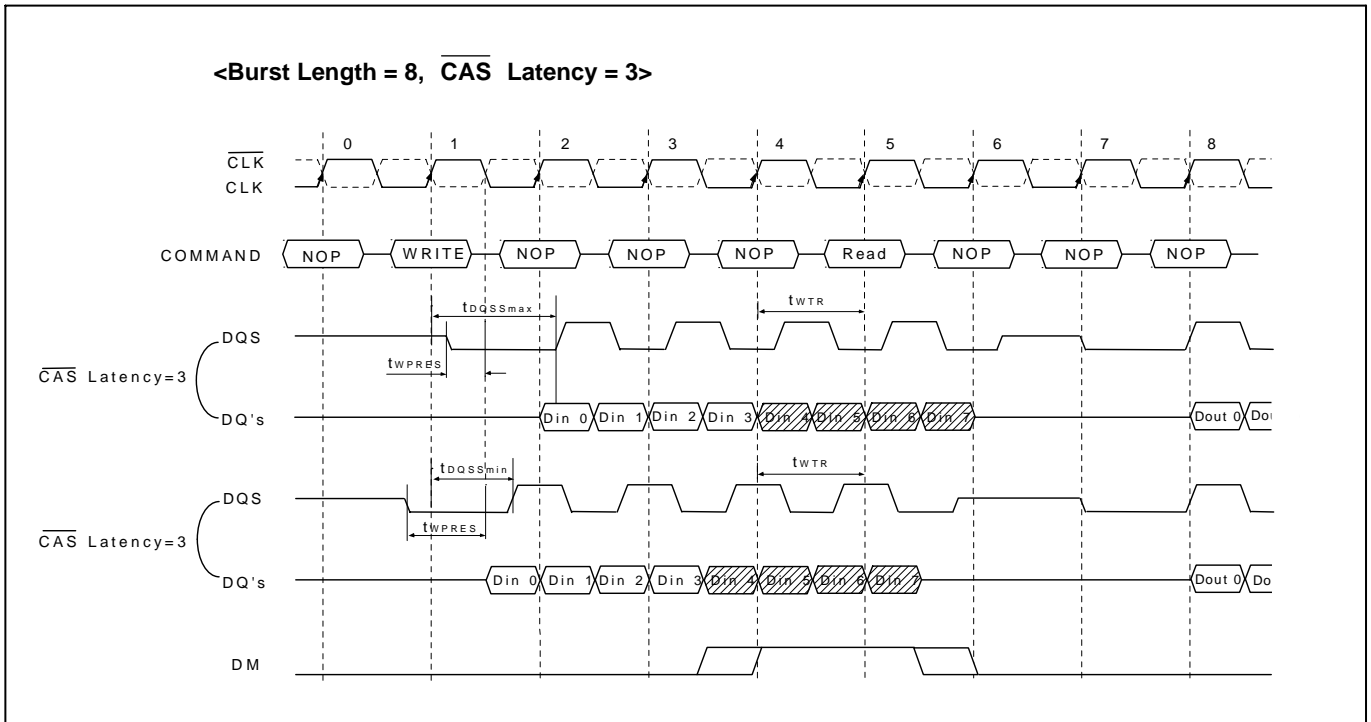 <Burst Length = 8, CAS Latency = 3>
0 1 2 3 4 5 6 7 8
CLK
CLK
COMMAND NOP WRITE NOP NOP NOP Read NOP NOP NOP
tDQSSmax tWTR
DQS
tWPRES
CAS Latency=3
DQ's Din 0 Din 1 Din 2 Din 3 Din 4 Din 5 Din 6 Din 7 Dout 0 Dou
tDQSSmin tWTR
DQS
tWPRES
CAS Latency=3
DQ's Din 0 Din 1 Din 2 Din 3 Din 4 Din 5 Din 6 Din 7 Dout 0 Do
DM